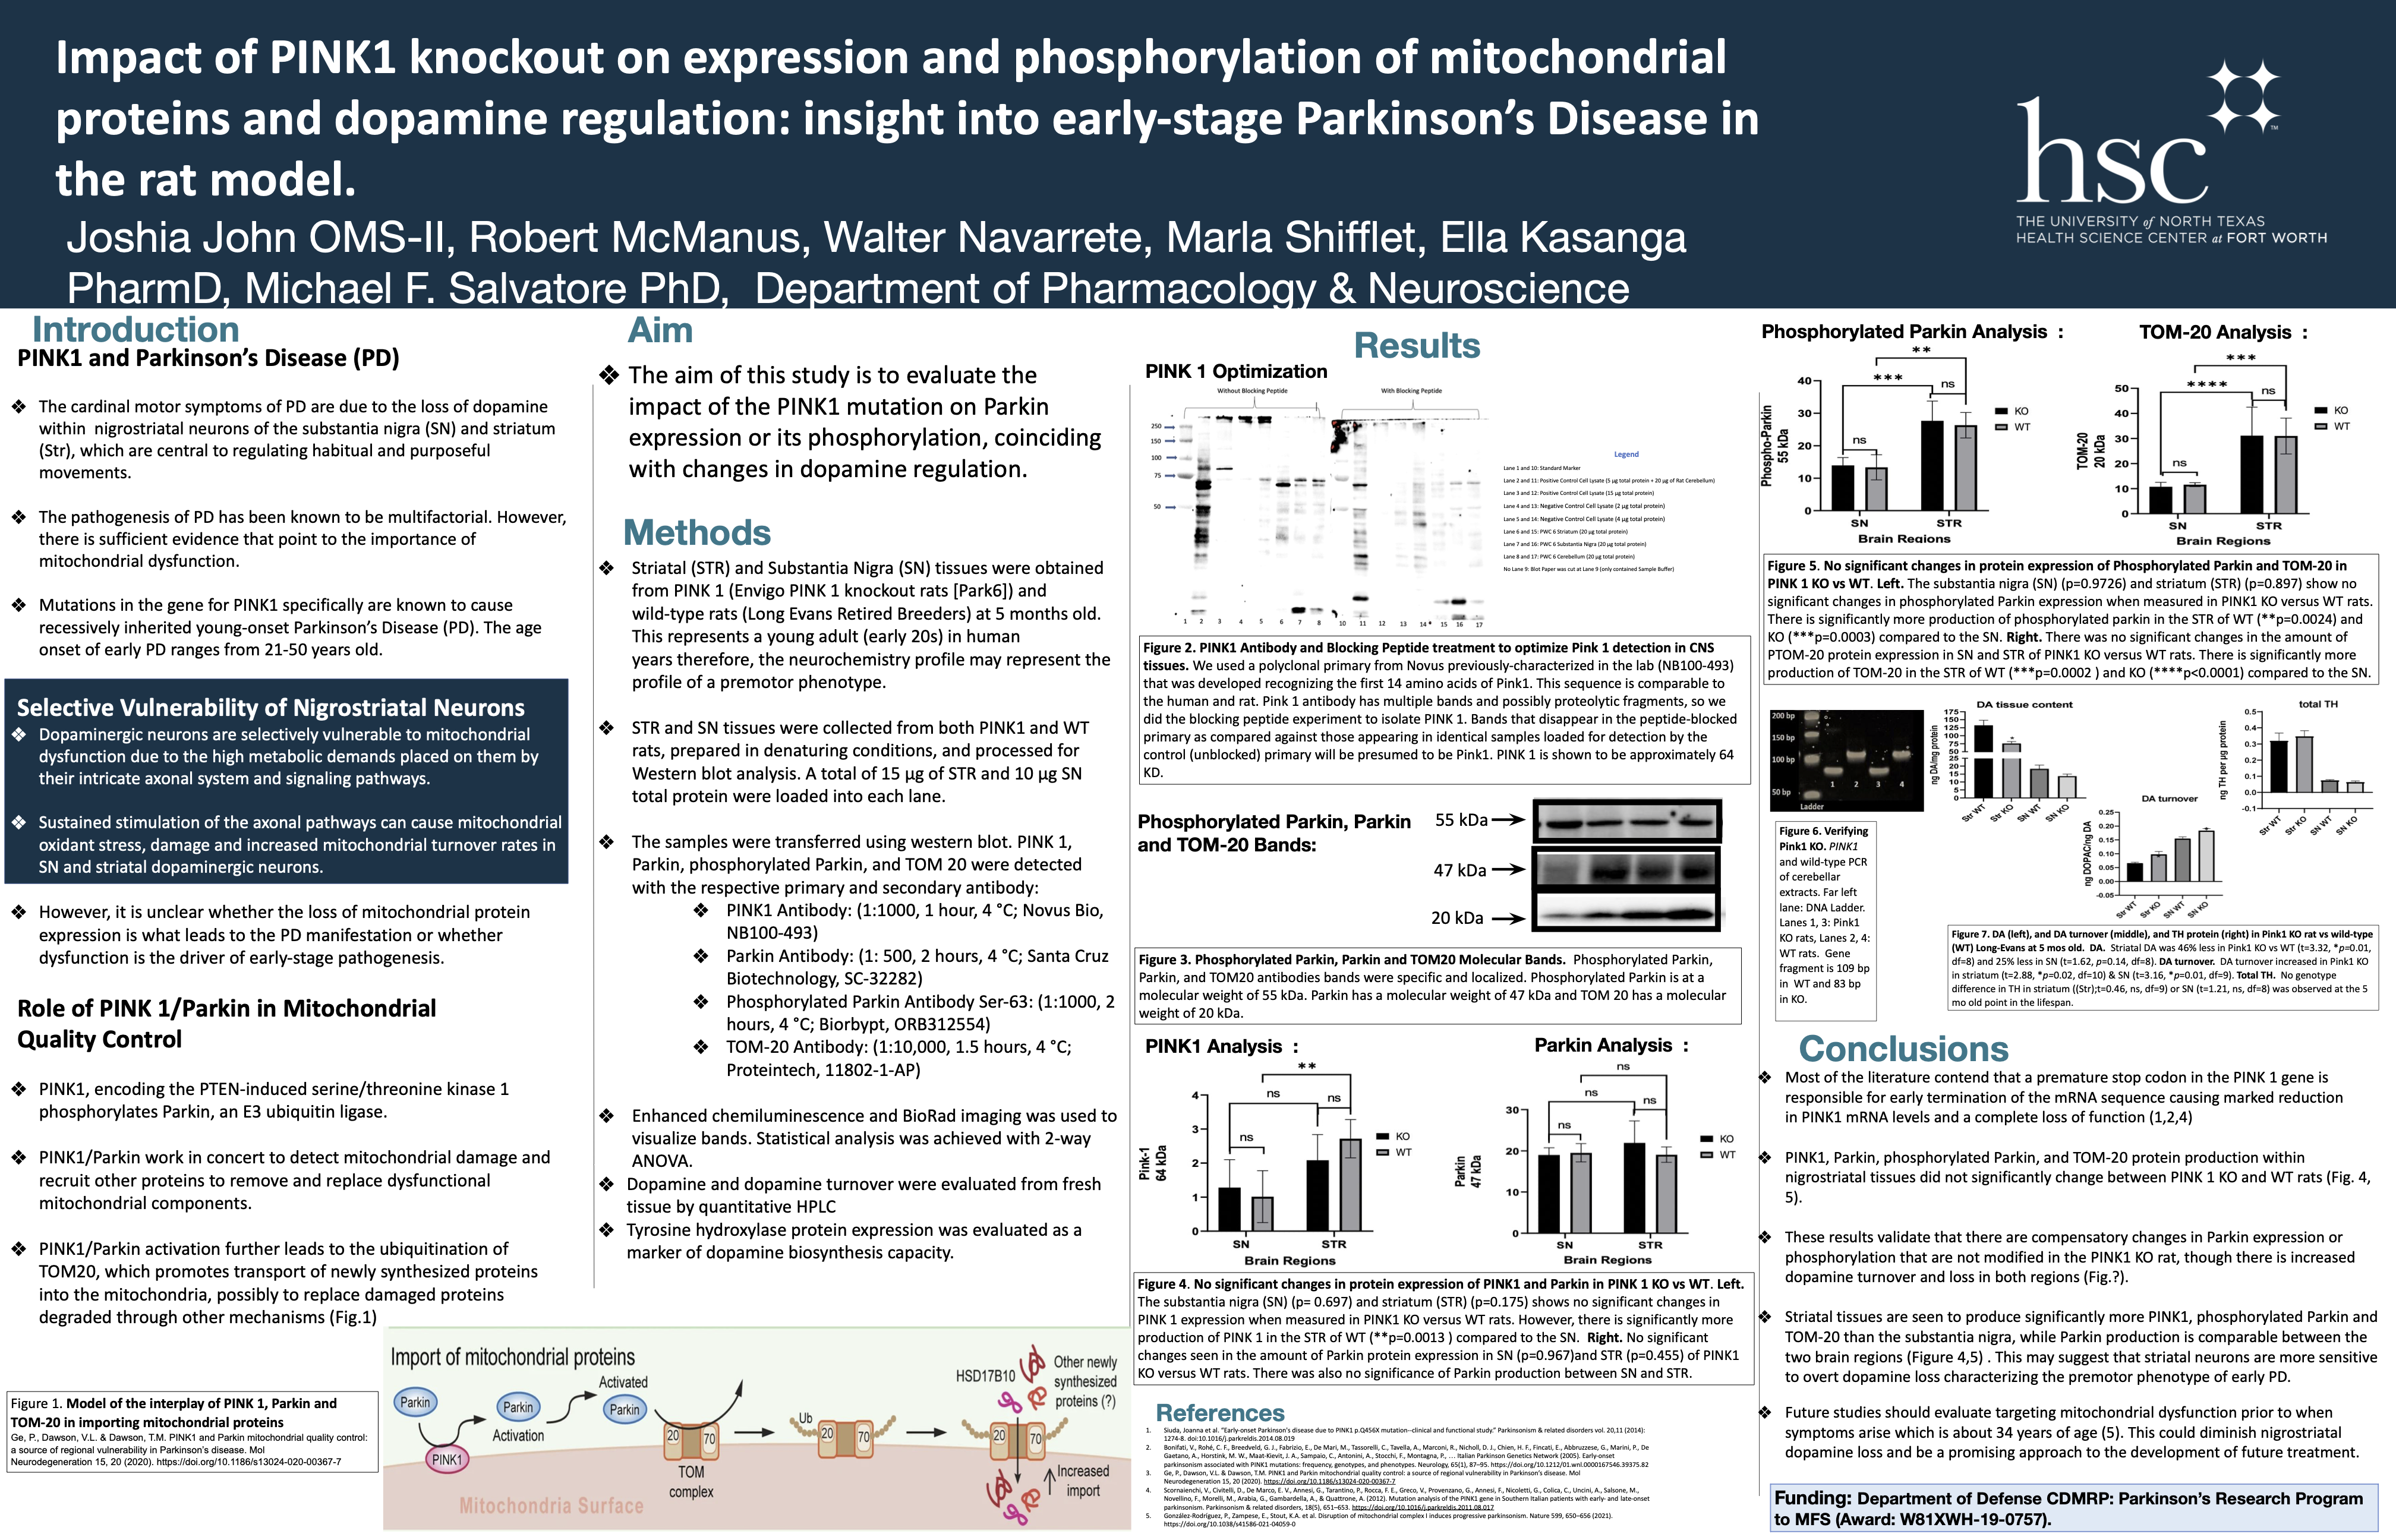 Impact of PINK1 knockout on expression and phosphorylation of mitochondrial
proteins and dopamine regulation: insight into early-stage Parkinson's Disease in
the rat model.
Joshia John OMS-II, Robert McManus, Walter Navarrete, Marla Shifflet, Ella Kasanga
PharmD, Michael F. Salvatore PhD,  Department of Pharmacology & Neuroscience
hsc
™
THE UNIVERSITY of NORTH TEXAS
HEALTH SCIENCE CENTER at FORT WORTH
Introduction
PINK1 and Parkinson's Disease (PD)
❖ The cardinal motor symptoms of PD are due to the loss of dopamine
within nigrostriatal neurons of the substantia nigra (SN) and striatum
(Str), which are central to regulating habitual and purposeful
movements.
❖ The pathogenesis of PD has been known to be multifactorial. However,
there is sufficient evidence that point to the importance of
mitochondrial dysfunction.
❖ Mutations in the gene for PINK1 specifically are known to cause
recessively inherited young-onset Parkinson's Disease (PD). The age
onset of early PD ranges from 21-50 years old.
Selective Vulnerability of Nigrostriatal Neurons
❖ Dopaminergic neurons are selectively vulnerable to mitochondrial
dysfunction due to the high metabolic demands placed on them by
their intricate axonal system and signaling pathways.
❖ Sustained stimulation of the axonal pathways can cause mitochondrial
oxidant stress, damage and increased mitochondrial turnover rates in
SN and striatal dopaminergic neurons.
❖ However, it is unclear whether the loss of mitochondrial protein
expression is what leads to the PD manifestation or whether
dysfunction is the driver of early-stage pathogenesis.
Role of PINK 1/Parkin in Mitochondrial
Quality Control
❖ PINK1, encoding the PTEN-induced serine/threonine kinase 1
phosphorylates Parkin, an E3 ubiquitin ligase.
❖ PINK1/Parkin work in concert to detect mitochondrial damage and
recruit other proteins to remove and replace dysfunctional
mitochondrial components.
❖ PINK1/Parkin activation further leads to the ubiquitination of
TOM20, which promotes transport of newly synthesized proteins
into the mitochondria, possibly to replace damaged proteins
degraded through other mechanisms (Fig.1)
Figure 1. Model of the interplay of PINK 1, Parkin and
TOM-20 in importing mitochondrial proteins
Ge, P., Dawson, V.L. & Dawson, T.M. PINK1 and Parkin mitochondrial quality control:
a source of regional vulnerability in Parkinson's disease. Mol
Neurodegeneration 15, 20 (2020). https://doi.org/10.1186/s13024-020-00367-7
Import of mitochondrial proteins
Parkin
PINK1
Parkin
Activation
Activated
Parkin
20
70
TOM
complex
Ub
20
70
HSD17B10
Other newly
synthesized
proteins (?)
20
70
Increased
import
Mitochondria Surface
Aim
❖ The aim of this study is to evaluate the
impact of the PINK1 mutation on Parkin
expression or its phosphorylation, coinciding
with changes in dopamine regulation.
Methods
❖ Striatal (STR) and Substantia Nigra (SN) tissues were obtained
from PINK 1 (Envigo PINK 1 knockout rats [Park6]) and
wild-type rats (Long Evans Retired Breeders) at 5 months old.
This represents a young adult (early 20s) in human
years therefore, the neurochemistry profile may represent the
profile of a premotor phenotype.
❖ STR and SN tissues were collected from both PINK1 and WT
rats, prepared in denaturing conditions, and processed for
Western blot analysis. A total of 15 µg of STR and 10 µg SN
total protein were loaded into each lane.
❖ The samples were transferred using western blot. PINK 1,
Parkin, phosphorylated Parkin, and TOM 20 were detected
with the respective primary and secondary antibody:
❖ PINK1 Antibody: (1:1000, 1 hour, 4 °C; Novus Bio,
NB100-493)
❖ Parkin Antibody: (1: 500, 2 hours, 4 °C; Santa Cruz
Biotechnology, SC-32282)
❖ Phosphorylated Parkin Antibody Ser-63: (1:1000, 2
hours, 4 °C; Biorbypt, ORB312554)
❖ TOM-20 Antibody: (1:10,000, 1.5 hours, 4 °C;
Proteintech, 11802-1-AP)
❖ Enhanced chemiluminescence and BioRad imaging was used to
visualize bands. Statistical analysis was achieved with 2-way
ANOVA.
❖ Dopamine and dopamine turnover were evaluated from fresh
tissue by quantitative HPLC
❖ Tyrosine hydroxylase protein expression was evaluated as a
marker of dopamine biosynthesis capacity.
Results
PINK 1 Optimization
Without Blocking Peptide
With Blocking Peptide
250
150
100
75
50
1 2 3 4 5 6 7 8 10 11 12 13 14 15 16 17
Legend
Lane 1 and 10: Standard Marker
Lane 2 and 11: Positive Control Cell Lysate (5 µg total protein + 20 µg of Rat Cerebellum)
Lane 3 and 12: Positive Control Cell Lysate (15 µg total protein)
Lane 4 and 13: Negative Control Cell Lysate (2 µg total protein)
Lane 5 and 14: Negative Control Cell Lysate (4 µg total protein)
Lane 6 and 15: PWC 6 Striatum (20 µg total protein)
Lane 7 and 16: PWC 6 Substantia Nigra (20 µg total protein)
Lane 8 and 17: PWC 6 Cerebellum (20 µg total protein)
No Lane 9: Blot Paper was cut at Lane 9 (only contained Sample Buffer)
Figure 2. PINK1 Antibody and Blocking Peptide treatment to optimize Pink 1 detection in CNS
tissues. We used a polyclonal primary from Novus previously-characterized in the lab (NB100-493)
that was developed recognizing the first 14 amino acids of Pink1. This sequence is comparable to
the human and rat. Pink 1 antibody has multiple bands and possibly proteolytic fragments, so we
did the blocking peptide experiment to isolate PINK 1. Bands that disappear in the peptide-blocked
primary as compared against those appearing in identical samples loaded for detection by the
control (unblocked) primary will be presumed to be Pink1. PINK 1 is shown to be approximately 64
KD.
Phosphorylated Parkin, Parkin
and TOM-20 Bands:
55 kDa
47 kDa
20 kDa
Figure 3. Phosphorylated Parkin, Parkin and TOM20 Molecular Bands. Phosphorylated Parkin,
Parkin, and TOM20 antibodies bands were specific and localized. Phosphorylated Parkin is at a
molecular weight of 55 kDa. Parkin has a molecular weight of 47 kDa and TOM 20 has a molecular
weight of 20 kDa.
PINK1 Analysis :
**
ns
ns
ns
4
3
2
1
0
Pink-1
64 kDa
KO
WT
SN
STR
Brain Regions
Parkin Analysis :
ns
ns
ns
ns
30
20
10
0
Parkin
47 kDa
KO
WT
SN
STR
Brain Regions
Figure 4. No significant changes in protein expression of PINK1 and Parkin in PINK 1 KO vs WT. Left.
The substantia nigra (SN) (p= 0.697) and striatum (STR) (p=0.175) shows no significant changes in
PINK 1 expression when measured in PINK1 KO versus WT rats. However, there is significantly more
production of PINK 1 in the STR of WT (**p=0.0013 ) compared to the SN. Right. No significant
changes seen in the amount of Parkin protein expression in SN (p=0.967)and STR (p=0.455) of PINK1
KO versus WT rats. There was also no significance of Parkin production between SN and STR.
References
1. Siuda, Joanna et al. "Early-onset Parkinson's disease due to PINK1 p.Q456X mutation--clinical and functional study." Parkinsonism & related disorders vol. 20,11 (2014):
1274-8. doi:10.1016/j.parkreldis.2014.08.019
2. Bonifati, V., Rohé, C. F., Breedveld, G. J., Fabrizio, E., De Mari, M., Tassorelli, C., Tavella, A., Marconi, R., Nicholl, D. J., Chien, H. F., Fincati, E., Abbruzzese, G., Marini, P., De
Gaetano, A., Horstink, M. W., Maat-Kievit, J. A., Sampaio, C., Antonini, A., Stocchi, F., Montagna, P., … Italian Parkinson Genetics Network (2005). Early-onset
parkinsonism associated with PINK1 mutations: frequency, genotypes, and phenotypes. Neurology, 65(1), 87–95. https://doi.org/10.1212/01.wnl.0000167546.39375.82
3. Ge, P., Dawson, V.L. & Dawson, T.M. PINK1 and Parkin mitochondrial quality control: a source of regional vulnerability in Parkinson's disease. Mol
Neurodegeneration 15, 20 (2020). https://doi.org/10.1186/s13024-020-00367-7
4. Scornaienchi, V., Civitelli, D., De Marco, E. V., Annesi, G., Tarantino, P., Rocca, F. E., Greco, V., Provenzano, G., Annesi, F., Nicoletti, G., Colica, C., Uncini, A., Salsone, M.,
Novellino, F., Morelli, M., Arabia, G., Gambardella, A., & Quattrone, A. (2012). Mutation analysis of the PINK1 gene in Southern Italian patients with early- and late-onset
parkinsonism. Parkinsonism & related disorders, 18(5), 651–653. https://doi.org/10.1016/j.parkreldis.2011.08.017
5. González-Rodríguez, P., Zampese, E., Stout, K.A. et al. Disruption of mitochondrial complex I induces progressive parkinsonism. Nature 599, 650–656 (2021).
https://doi.org/10.1038/s41586-021-04059-0
Phosphorylated Parkin Analysis :
**
***
ns
ns
40
30
20
10
0
Phospho-Parkin
55 kDa
KO
WT
SN
STR
Brain Regions
TOM-20 Analysis :
***
****
ns
ns
50
40
30
20
10
0
TOM-20
20 kDa
KO
WT
SN
STR
Brain Regions
Figure 5. No significant changes in protein expression of Phosphorylated Parkin and TOM-20 in
PINK 1 KO vs WT. Left. The substantia nigra (SN) (p=0.9726) and striatum (STR) (p=0.897) show no
significant changes in phosphorylated Parkin expression when measured in PINK1 KO versus WT rats.
There is significantly more production of phosphorylated parkin in the STR of WT (**p=0.0024) and
KO (***p=0.0003) compared to the SN. Right. There was no significant changes in the amount of
PTOM-20 protein expression in SN and STR of PINK1 KO versus WT rats. There is significantly more
production of TOM-20 in the STR of WT (***p=0.0002 ) and KO (****p<0.0001) compared to the SN.
200 bp
150 bp
100 bp
50 bp
Ladder
1 2 3 4
Figure 6. Verifying
Pink1 KO. PINK1
and wild-type PCR
of cerebellar
extracts. Far left
lane: DNA Ladder.
Lanes 1, 3: Pink1
KO rats, Lanes 2, 4:
WT rats. Gene
fragment is 109 bp
in WT and 83 bp
in KO.
DA tissue content
ng DA/mg protein
175
150
125
100
75
50
25
20
15
10
5
0
*
Str WT
Str KO
SN WT
SN KO
DA turnover
ng DOPAC/ng DA
0.25
0.20
0.15
0.10
0.05
0.00
-0.05
Str WT
Str KO
SN WT
SN KO
total TH
ng TH per µg protein
0.5
0.4
0.3
0.2
0.1
0.0
-0.1
Str WT
Str KO
SN WT
SN KO
Figure 7. DA (left), and DA turnover (middle), and TH protein (right) in Pink1 KO rat vs wild-type
(WT) Long-Evans at 5 mos old. DA. Striatal DA was 46% less in Pink1 KO vs WT (t=3.32, *p=0.01,
df=8) and 25% less in SN (t=1.62, p=0.14, df=8). DA turnover. DA turnover increased in Pink1 KO
in striatum (t=2.88, *p=0.02, df=10) & SN (t=3.16, *p=0.01, df=9). Total TH. No genotype
difference in TH in striatum ((Str);t=0.46, ns, df=9) or SN (t=1.21, ns, df=8) was observed at the 5
mo old point in the lifespan.
Conclusions
❖ Most of the literature contend that a premature stop codon in the PINK 1 gene is
responsible for early termination of the mRNA sequence causing marked reduction
in PINK1 mRNA levels and a complete loss of function (1,2,4)
❖ PINK1, Parkin, phosphorylated Parkin, and TOM-20 protein production within
nigrostriatal tissues did not significantly change between PINK 1 KO and WT rats (Fig. 4,
5).
❖ These results validate that there are compensatory changes in Parkin expression or
phosphorylation that are not modified in the PINK1 KO rat, though there is increased
dopamine turnover and loss in both regions (Fig.?).
❖ Striatal tissues are seen to produce significantly more PINK1, phosphorylated Parkin and
TOM-20 than the substantia nigra, while Parkin production is comparable between the
two brain regions (Figure 4,5) . This may suggest that striatal neurons are more sensitive
to overt dopamine loss characterizing the premotor phenotype of early PD.
❖ Future studies should evaluate targeting mitochondrial dysfunction prior to when
symptoms arise which is about 34 years of age (5). This could diminish nigrostriatal
dopamine loss and be a promising approach to the development of future treatment.
Funding: Department of Defense CDMRP: Parkinson's Research Program
to MFS (Award: W81XWH-19-0757).